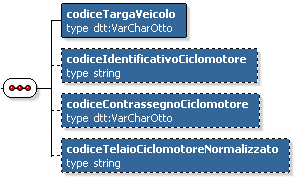 codiceTargaVeicolo
type dtt:VarCharOtto
codiceIdentificativoCiclomotore
type string
codiceContrassegnoCiclomotore
type dtt:VarCharOtto
codiceTelaioCiclomotoreNormalizzato
type string